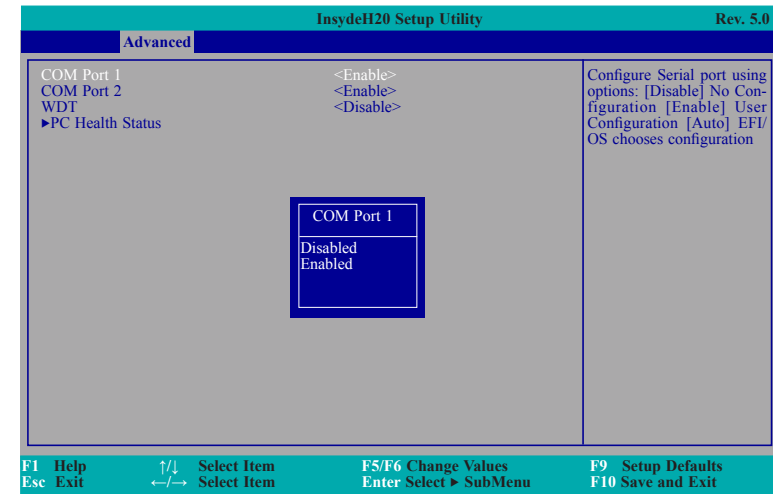 InsydeH20 Setup Utility Rev. 5.0
Advanced
COM Port 1 <Enable>
COM Port 2 <Enable>
WDT <Disable>
►PC Health Status
Configure Serial port using
options: [Disable] No Con-
figuration [Enable] User
Configuration [Auto] EFI/
OS chooses configuration
COM Port 1
Disabled
Enabled
F1 Help ↑/↓ Select Item F5/F6 Change Values F9 Setup Defaults
Esc Exit ←/→ Select Item Enter Select ► SubMenu F10 Save and Exit